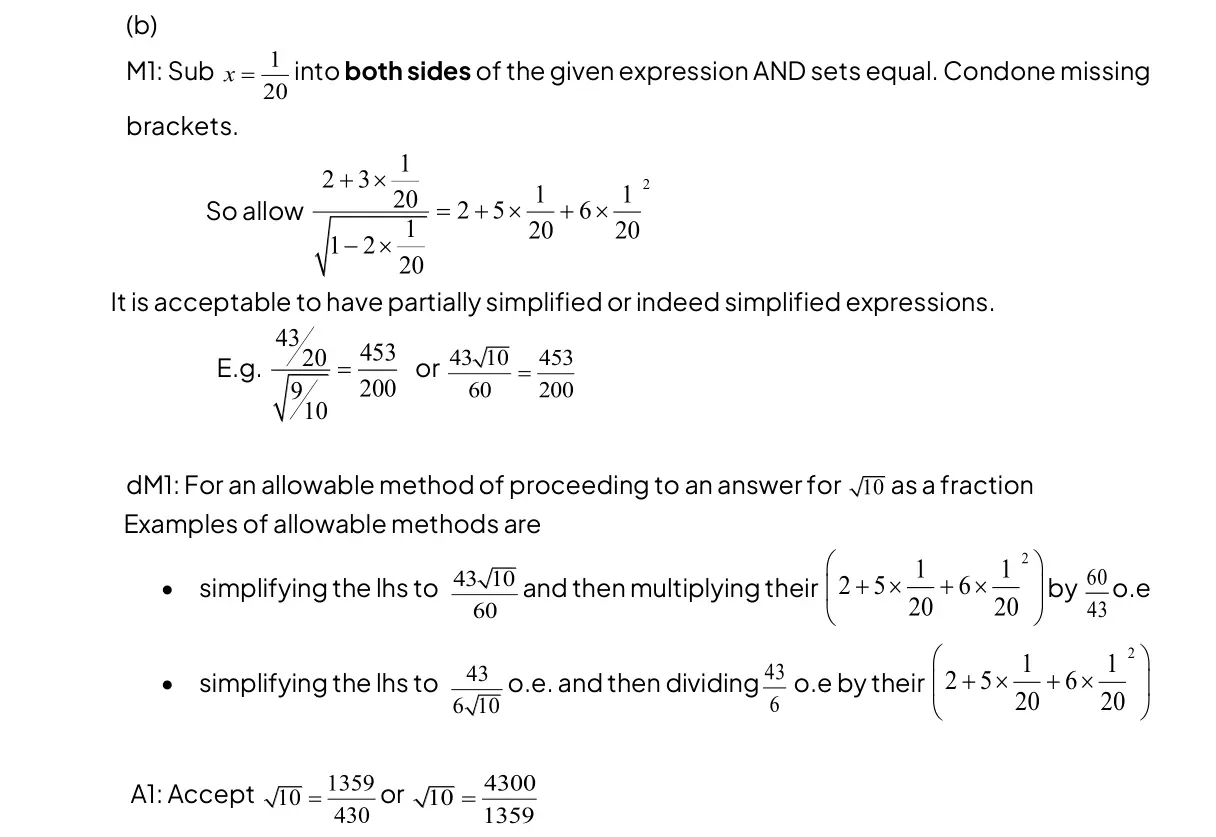 (b)
M1: Sub x = 1/20 into both sides of the given expression AND sets equal. Condone missing
brackets.
So allow (2 + 3 × 1/20)/√(1 − 2 × 1/20) = 2 + 5 × 1/20 + 6 × 1/20²
It is acceptable to have partially simplified or indeed simplified expressions.
E.g. (43/20)/√(9/10) = 453/200 or 43√10/60 = 453/200
dM1: For an allowable method of proceeding to an answer for √10 as a fraction
Examples of allowable methods are
• simplifying the lhs to 43√10/60 and then multiplying their (2 + 5 × 1/20 + 6 × 1/20²) by 60/43 o.e
• simplifying the lhs to 43/6√10 o.e. and then dividing 43/6 o.e by their (2 + 5 × 1/20 + 6 × 1/20²)
A1: Accept √10 = 1359/430 or √10 = 4300/1359